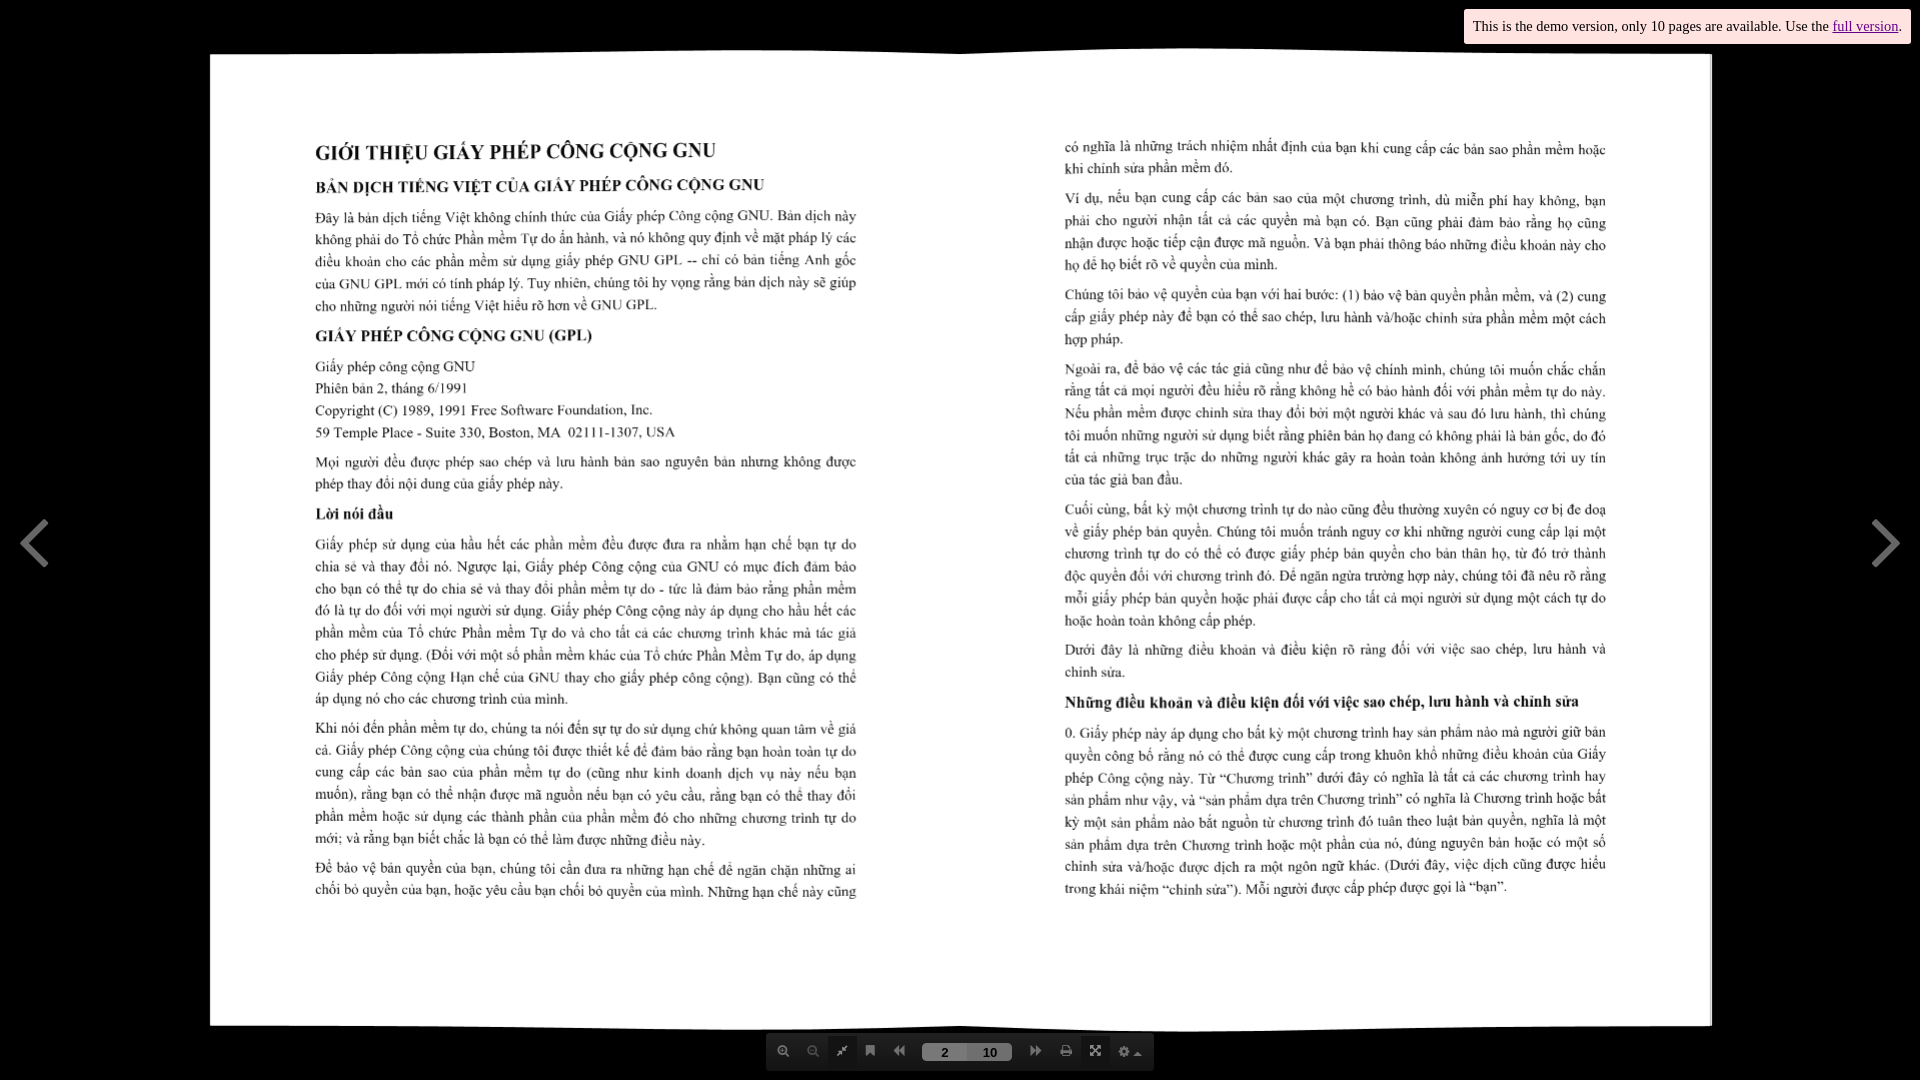 This is the demo version, only 10 pages are available. Use the full version.
GIỚI THIỆU GIẤY PHÉP CÔNG CỘNG GNU
BẢN DỊCH TIẾNG VIỆT CỦA GIẤY PHÉP CÔNG CỘNG GNU
Đây là bản dịch tiếng Việt không chính thức của Giấy phép Công cộng GNU. Bản dịch này
không phải do Tổ chức Phần mềm Tự do ấn hành, và nó không quy định về mặt pháp lý các
điều khoản cho các phần mềm sử dụng giấy phép GNU GPL -- chỉ có bản tiếng Anh gốc
của GNU GPL mới có tính pháp lý. Tuy nhiên, chúng tôi hy vọng rằng bản dịch này sẽ giúp
cho những người nói tiếng Việt hiểu rõ hơn về GNU GPL.
GIẤY PHÉP CÔNG CỘNG GNU (GPL)
Giấy phép công cộng GNU
Phiên bản 2, tháng 6/1991
Copyright (C) 1989, 1991 Free Software Foundation, Inc.
59 Temple Place - Suite 330, Boston, MA 02111-1307, USA
Mọi người đều được phép sao chép và lưu hành bản sao nguyên bản nhưng không được
phép thay đổi nội dung của giấy phép này.
Lời nói đầu
Giấy phép sử dụng của hầu hết các phần mềm đều được đưa ra nhằm hạn chế bạn tự do
chia sẻ và thay đổi nó. Ngược lại, Giấy phép Công cộng của GNU có mục đích đảm bảo
cho bạn có thể tự do chia sẻ và thay đổi phần mềm tự do - tức là đảm bảo rằng phần mềm
đó là tự do đối với mọi người sử dụng. Giấy phép Công cộng này áp dụng cho hầu hết các
phần mềm của Tổ chức Phần mềm Tự do và cho tất cả các chương trình khác mà tác giả
cho phép sử dụng. (Đối với một số phần mềm khác của Tổ chức Phần Mềm Tự do, áp dụng
Giấy phép Công cộng Hạn chế của GNU thay cho giấy phép công cộng). Bạn cũng có thể
áp dụng nó cho các chương trình của mình.
Khi nói đến phần mềm tự do, chúng ta nói đến sự tự do sử dụng chứ không quan tâm về giá
cả. Giấy phép Công cộng của chúng tôi được thiết kế để đảm bảo rằng bạn hoàn toàn tự do
cung cấp các bản sao của phần mềm tự do (cũng như kinh doanh dịch vụ này nếu bạn
muốn), rằng bạn có thể nhận được mã nguồn nếu bạn có yêu cầu, rằng bạn có thể thay đổi
phần mềm hoặc sử dụng các thành phần của phần mềm đó cho những chương trình tự do
mới; và rằng bạn biết chắc là bạn có thể làm được những điều này.
Để bảo vệ bản quyền của bạn, chúng tôi cần đưa ra những hạn chế để ngăn chặn những ai
chối bỏ quyền của bạn, hoặc yêu cầu bạn chối bỏ quyền của mình. Những hạn chế này cũng
có nghĩa là những trách nhiệm nhất định của bạn khi cung cấp các bản sao phần mềm hoặc
khi chỉnh sửa phần mềm đó.
Ví dụ, nếu bạn cung cấp các bản sao của một chương trình, dù miễn phí hay không, bạn
phải cho người nhận tất cả các quyền mà bạn có. Bạn cũng phải đảm bảo rằng họ cũng
nhận được hoặc tiếp cận được mã nguồn. Và bạn phải thông báo những điều khoản này cho
họ để họ biết rõ về quyền của mình.
Chúng tôi bảo vệ quyền của bạn với hai bước: (1) bảo vệ bản quyền phần mềm, và (2) cung
cấp giấy phép này để bạn có thể sao chép, lưu hành và/hoặc chỉnh sửa phần mềm một cách
hợp pháp.
Ngoài ra, để bảo vệ các tác giả cũng như để bảo vệ chính mình, chúng tôi muốn chắc chắn
rằng tất cả mọi người đều hiểu rõ rằng không hề có bảo hành đối với phần mềm tự do này.
Nếu phần mềm được chỉnh sửa thay đổi bởi một người khác và sau đó lưu hành, thì chúng
tôi muốn những người sử dụng biết rằng phiên bản họ đang có không phải là bản gốc, do đó
tất cả những trục trặc do những người khác gây ra hoàn toàn không ảnh hưởng tới uy tín
của tác giả ban đầu.
Cuối cùng, bất kỳ một chương trình tự do nào cũng đều thường xuyên có nguy cơ bị đe doạ
về giấy phép bản quyền. Chúng tôi muốn tránh nguy cơ khi những người cung cấp lại một
chương trình tự do có thể có được giấy phép bản quyền cho bản thân họ, từ đó trở thành
độc quyền đối với chương trình đó. Để ngăn ngừa trường hợp này, chúng tôi đã nêu rõ rằng
mỗi giấy phép bản quyền hoặc phải được cấp cho tất cả mọi người sử dụng một cách tự do
hoặc hoàn toàn không cấp phép.
Dưới đây là những điều khoản và điều kiện rõ ràng đối với việc sao chép, lưu hành và
chỉnh sửa.
Những điều khoản và điều kiện đối với việc sao chép, lưu hành và chỉnh sửa
0. Giấy phép này áp dụng cho bất kỳ một chương trình hay sản phẩm nào mà người giữ bản
quyền công bố rằng nó có thể được cung cấp trong khuôn khổ những điều khoản của Giấy
phép Công cộng này. Từ “Chương trình” dưới đây có nghĩa là tất cả các chương trình hay
sản phẩm như vậy, và “sản phẩm dựa trên Chương trình” có nghĩa là Chương trình hoặc bất
kỳ một sản phẩm nào bắt nguồn từ chương trình đó tuân theo luật bản quyền, nghĩa là một
sản phẩm dựa trên Chương trình hoặc một phần của nó, đúng nguyên bản hoặc có một số
chỉnh sửa và/hoặc được dịch ra một ngôn ngữ khác. (Dưới đây, việc dịch cũng được hiểu
trong khái niệm “chỉnh sửa”). Mỗi người được cấp phép được gọi là “bạn”.
2 10